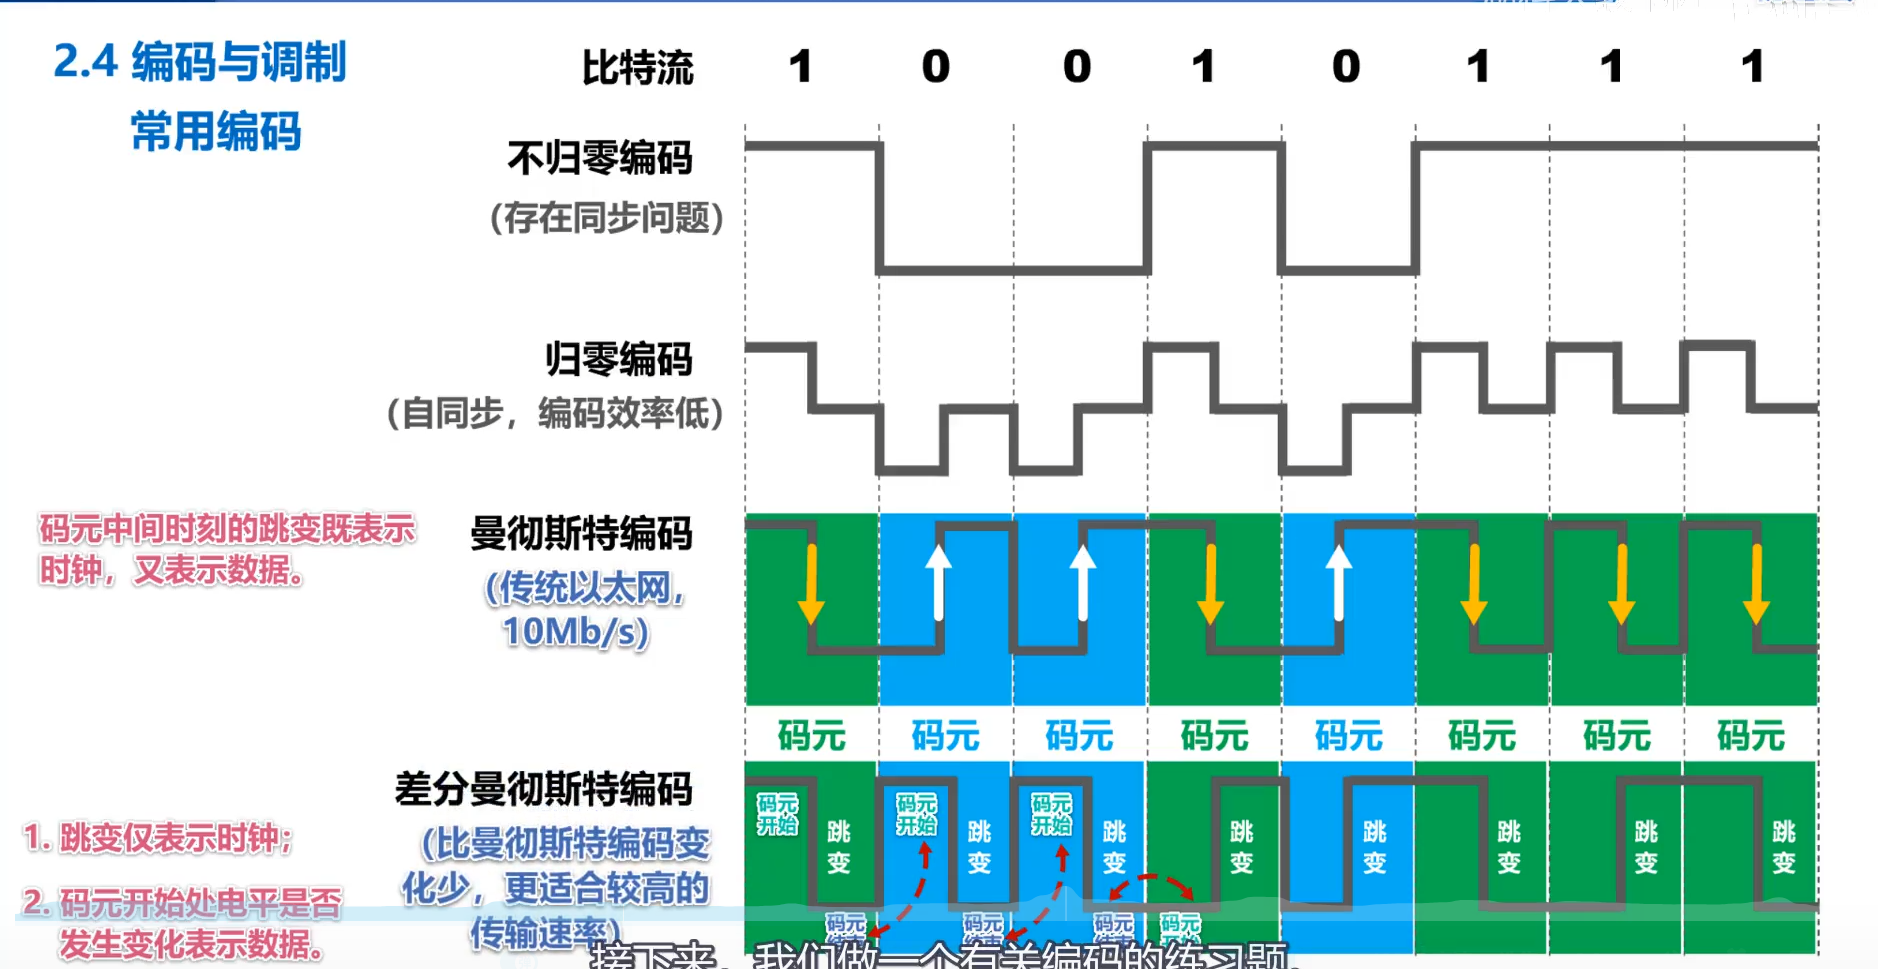 2.4 编码与调制
常用编码
比特流 1 0 0 1 0 1 1 1
不归零编码
（存在同步问题）
归零编码
（自同步，编码效率低）
码元中间时刻的跳变既表示
时钟，又表示数据。
曼彻斯特编码
（传统以太网，
10Mb/s）
码元 码元 码元 码元 码元 码元 码元 码元
差分曼彻斯特编码
（比曼彻斯特编码变
化少，更适合较高的
传输速率）
1. 跳变仅表示时钟；
2. 码元开始处电平是否
发生变化表示数据。
码元
开始
跳
变
码元
码元
开始
跳
变
码元
码元
开始
跳
变
码元
码元
跳
变
跳
变
跳
变
跳
变
跳
变
接下来，我们做一个有关编码的练习题。